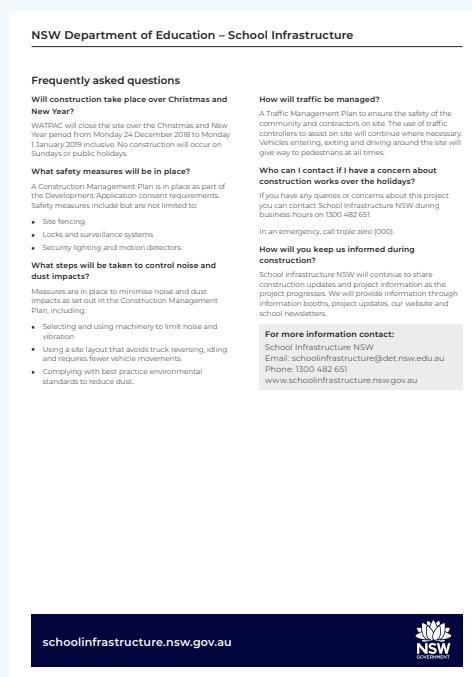 NSW Department of Education – School Infrastructure
Frequently asked questions
Will construction take place over Christmas and
New Year?
WATPAC will close the site over the Christmas and New
Year period from Monday 24 December 2018 to Monday
1 January 2019 inclusive. No construction will occur on
Sundays or public holidays.
What safety measures will be in place?
A Construction Management Plan is in place as part of
the Development Application consent requirements.
Safety measures include but are not limited to:
▪ Site fencing
▪ Locks and surveillance systems
▪ Security lighting and motion detectors.
What steps will be taken to control noise and
dust impacts?
Measures are in place to minimise noise and dust
impacts as set out in the Construction Management
Plan, including:
▪ Selecting and using machinery to limit noise and
vibration
▪ Using a site layout that avoids truck reversing, idling
and requires fewer vehicle movements
▪ Complying with best practice environmental
standards to reduce dust..
How will traffic be managed?
A Traffic Management Plan to ensure the safety of the
community and contractors on site. The use of traffic
controllers to assist on site will continue where necessary.
Vehicles entering, exiting and driving around the site will
give way to pedestrians at all times.
Who can I contact if I have a concern about
construction works over the holidays?
If you have any queries or concerns about this project
you can contact School Infrastructure NSW during
business hours on 1300 482 651.
In an emergency, call triple zero (000).
How will you keep us informed during
construction?
School infrastructure NSW will continue to share
construction updates and project information as the
project progresses. We will provide information through
information booths, project updates, our website and
school newsletters.
For more information contact:
School Infrastructure NSW
Email: schoolinfrastructure@det.nsw.edu.au
Phone: 1300 482 651
www.schoolinfrastructure.nsw.gov.au
schoolinfrastructure.nsw.gov.au
NSW
GOVERNMENT